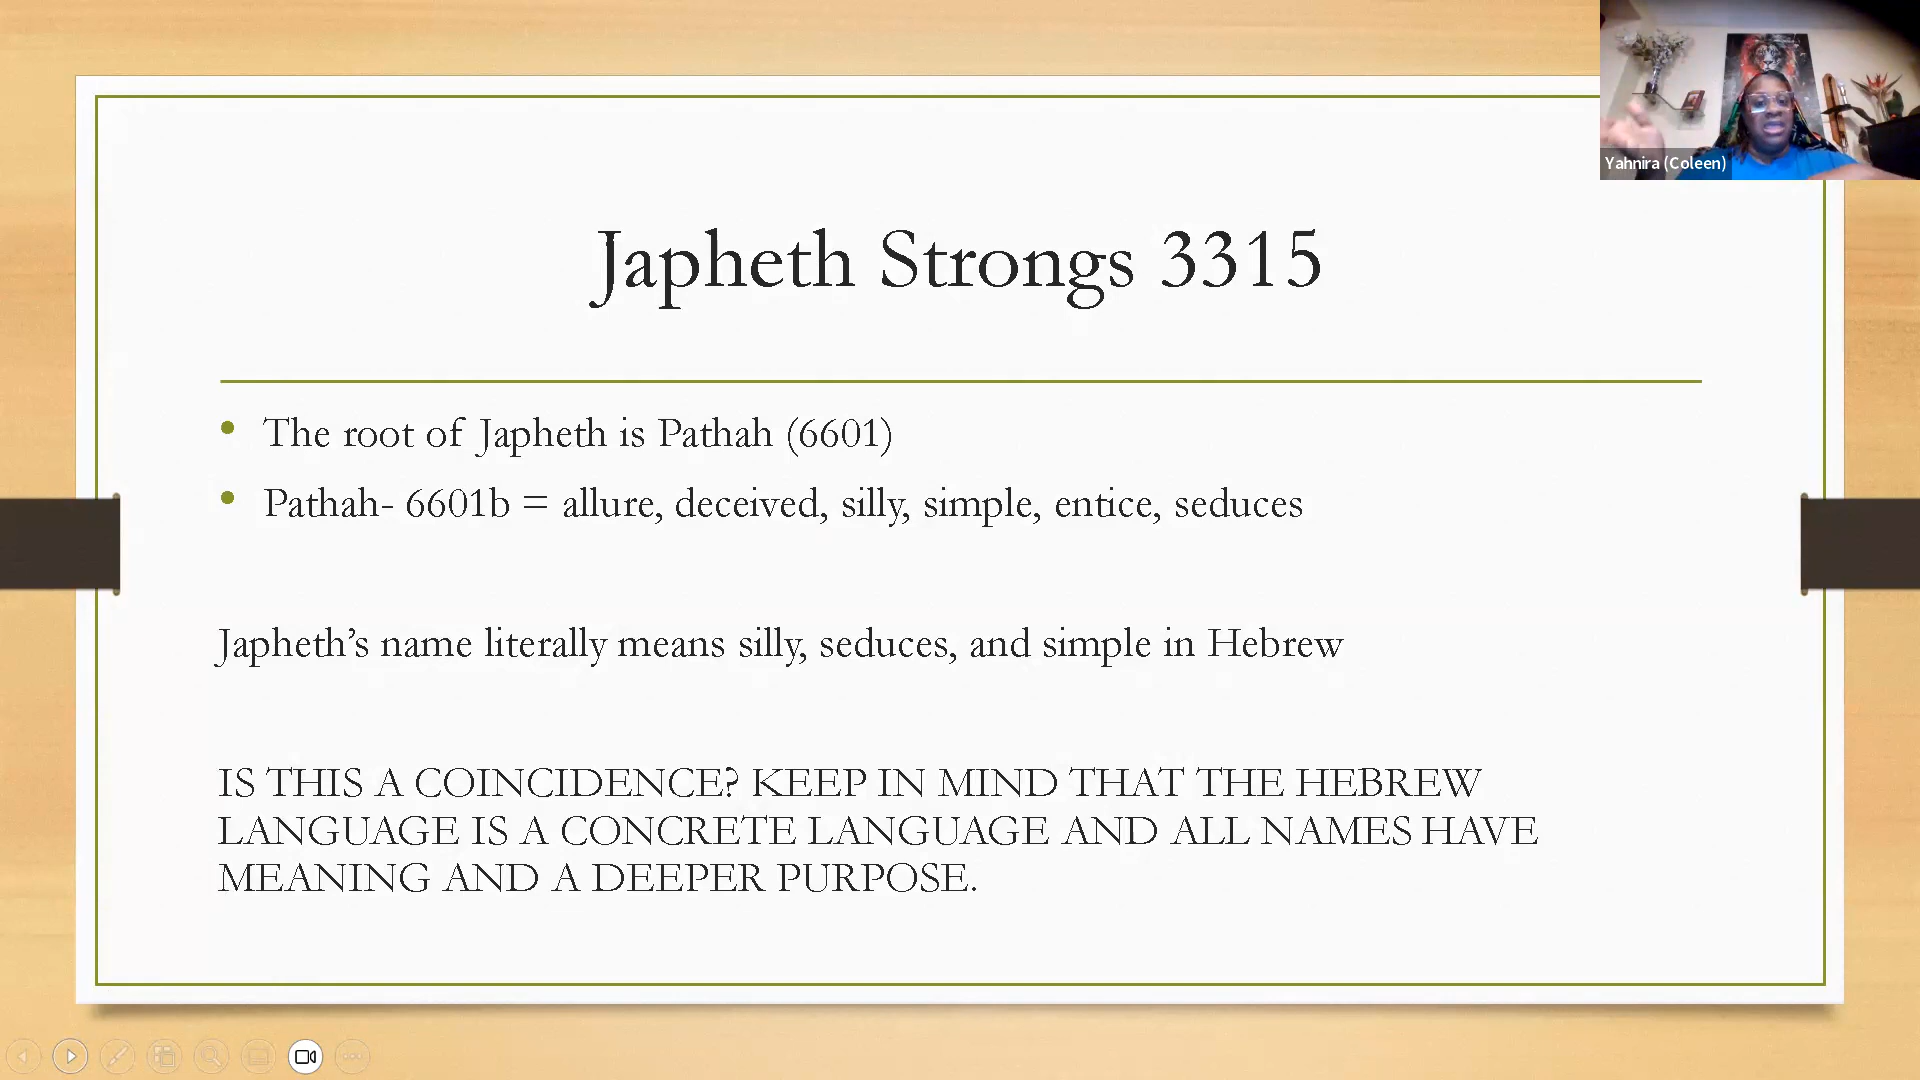 Yahnira (Coleen)
Japheth Strongs 3315
• The root of Japheth is Pathah (6601)
• Pathah- 6601b = allure, deceived, silly, simple, entice, seduces
Japheth’s name literally means silly, seduces, and simple in Hebrew
IS THIS A COINCIDENCE? KEEP IN MIND THAT THE HEBREW
LANGUAGE IS A CONCRETE LANGUAGE AND ALL NAMES HAVE
MEANING AND A DEEPER PURPOSE.